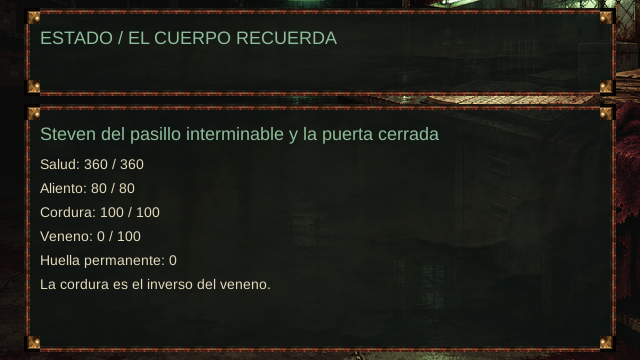 ESTADO / EL CUERPO RECUERDA
Steven del pasillo interminable y la puerta cerrada
Salud: 360 / 360
Aliento: 80 / 80
Cordura: 100 / 100
Veneno: 0 / 100
Huella permanente: 0
La cordura es el inverso del veneno.